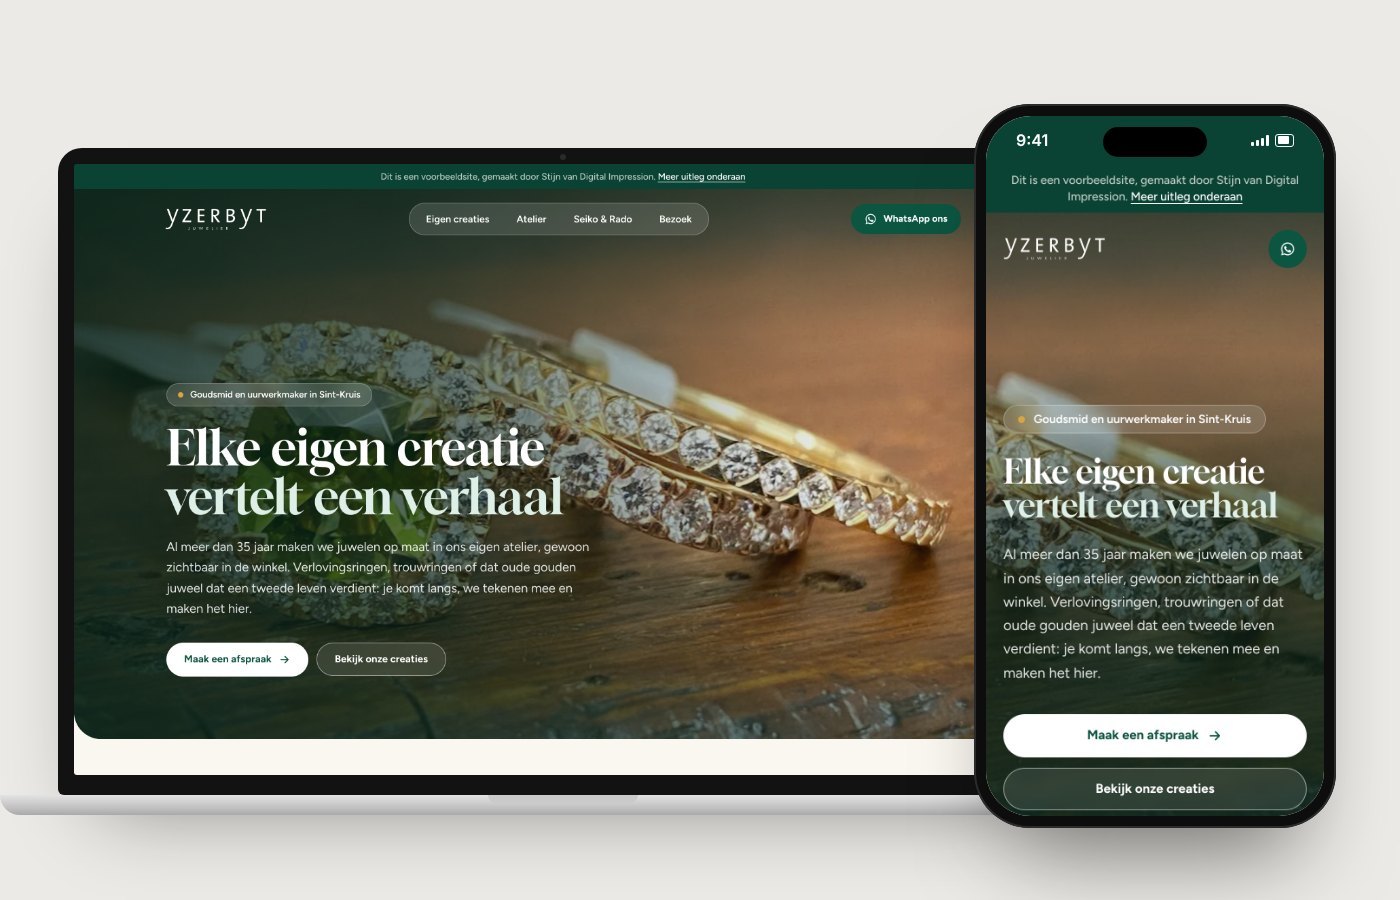 Dit is een voorbeeldsite, gemaakt door Stijn van Digital Impression. Meer uitleg onderaan
yzerbyt
JUWELIER
Eigen creaties
Atelier
Seiko & Rado
Bezoek
WhatsApp ons
Goudsmid en uurwerkmaker in Sint-Kruis
Elke eigen creatie
vertelt een verhaal
Al meer dan 35 jaar maken we juwelen op maat in ons eigen atelier, gewoon
zichtbaar in de winkel. Verlovingsringen, trouwringen of dat oude gouden
juweel dat een tweede leven verdient: je komt langs, we tekenen mee en
maken het hier.
Maak een afspraak →
Bekijk onze creaties
9:41
Dit is een voorbeeldsite, gemaakt door Stijn van Digital
Impression. Meer uitleg onderaan
yzerbyt
JUWELIER
Goudsmid en uurwerkmaker in Sint-Kruis
Elke eigen creatie
vertelt een verhaal
Al meer dan 35 jaar maken we juwelen op maat
in ons eigen atelier, gewoon zichtbaar in de
winkel. Verlovingsringen, trouwringen of dat
oude gouden juweel dat een tweede leven
verdient: je komt langs, we tekenen mee en
maken het hier.
Maak een afspraak →
Bekijk onze creaties